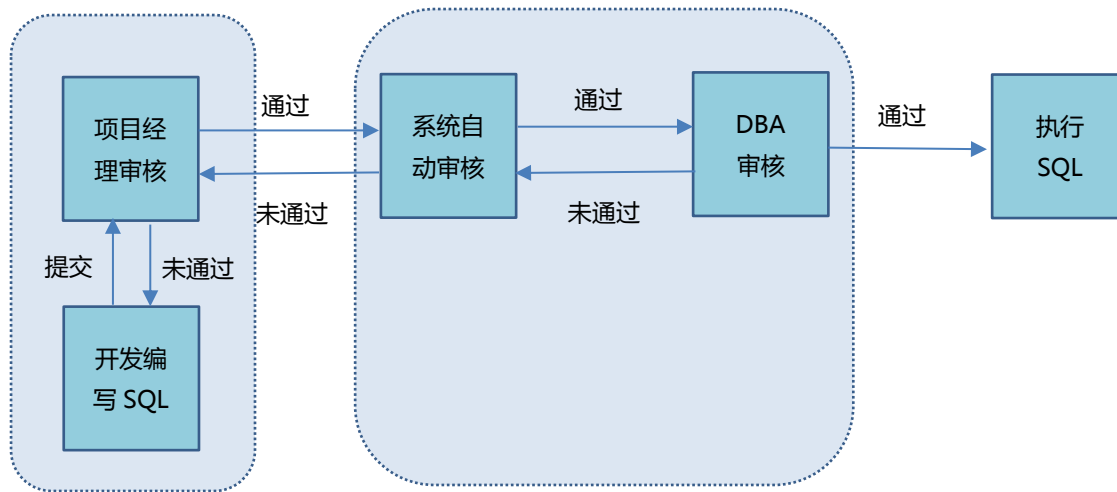 项目经
理审核
通过
系统自
动审核
通过
DBA
审核
通过
执行
SQL
未通过
未通过
提交
未通过
开发编
写 SQL